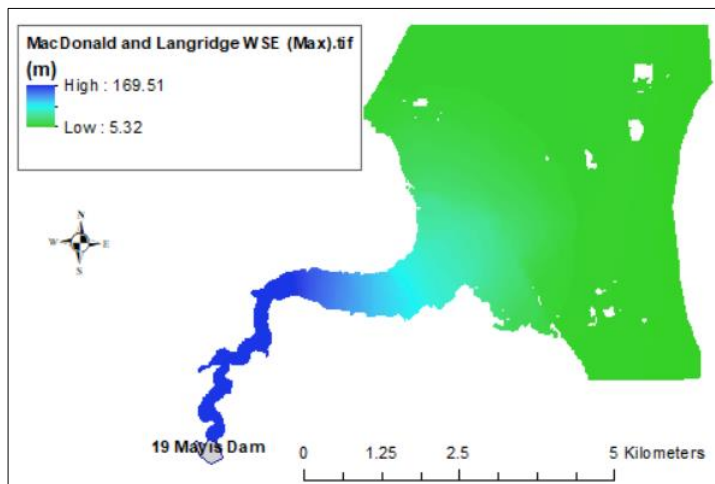 MacDonald and Langridge WSE (Max).tif
(m)
High : 169.51
Low : 5.32
N
W E
S
19 Mayıs Dam
0 1.25 2.5 5 Kilometers